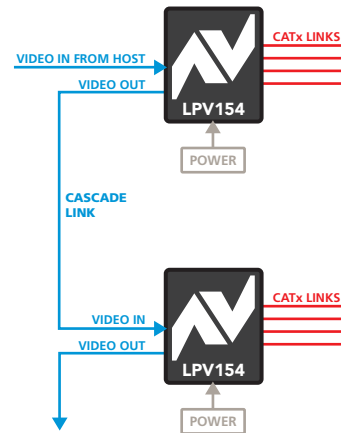 VIDEO IN FROM HOST
CATx LINKS
VIDEO OUT
LPV154
POWER
CASCADE
LINK
CATx LINKS
VIDEO IN
VIDEO OUT
LPV154
POWER